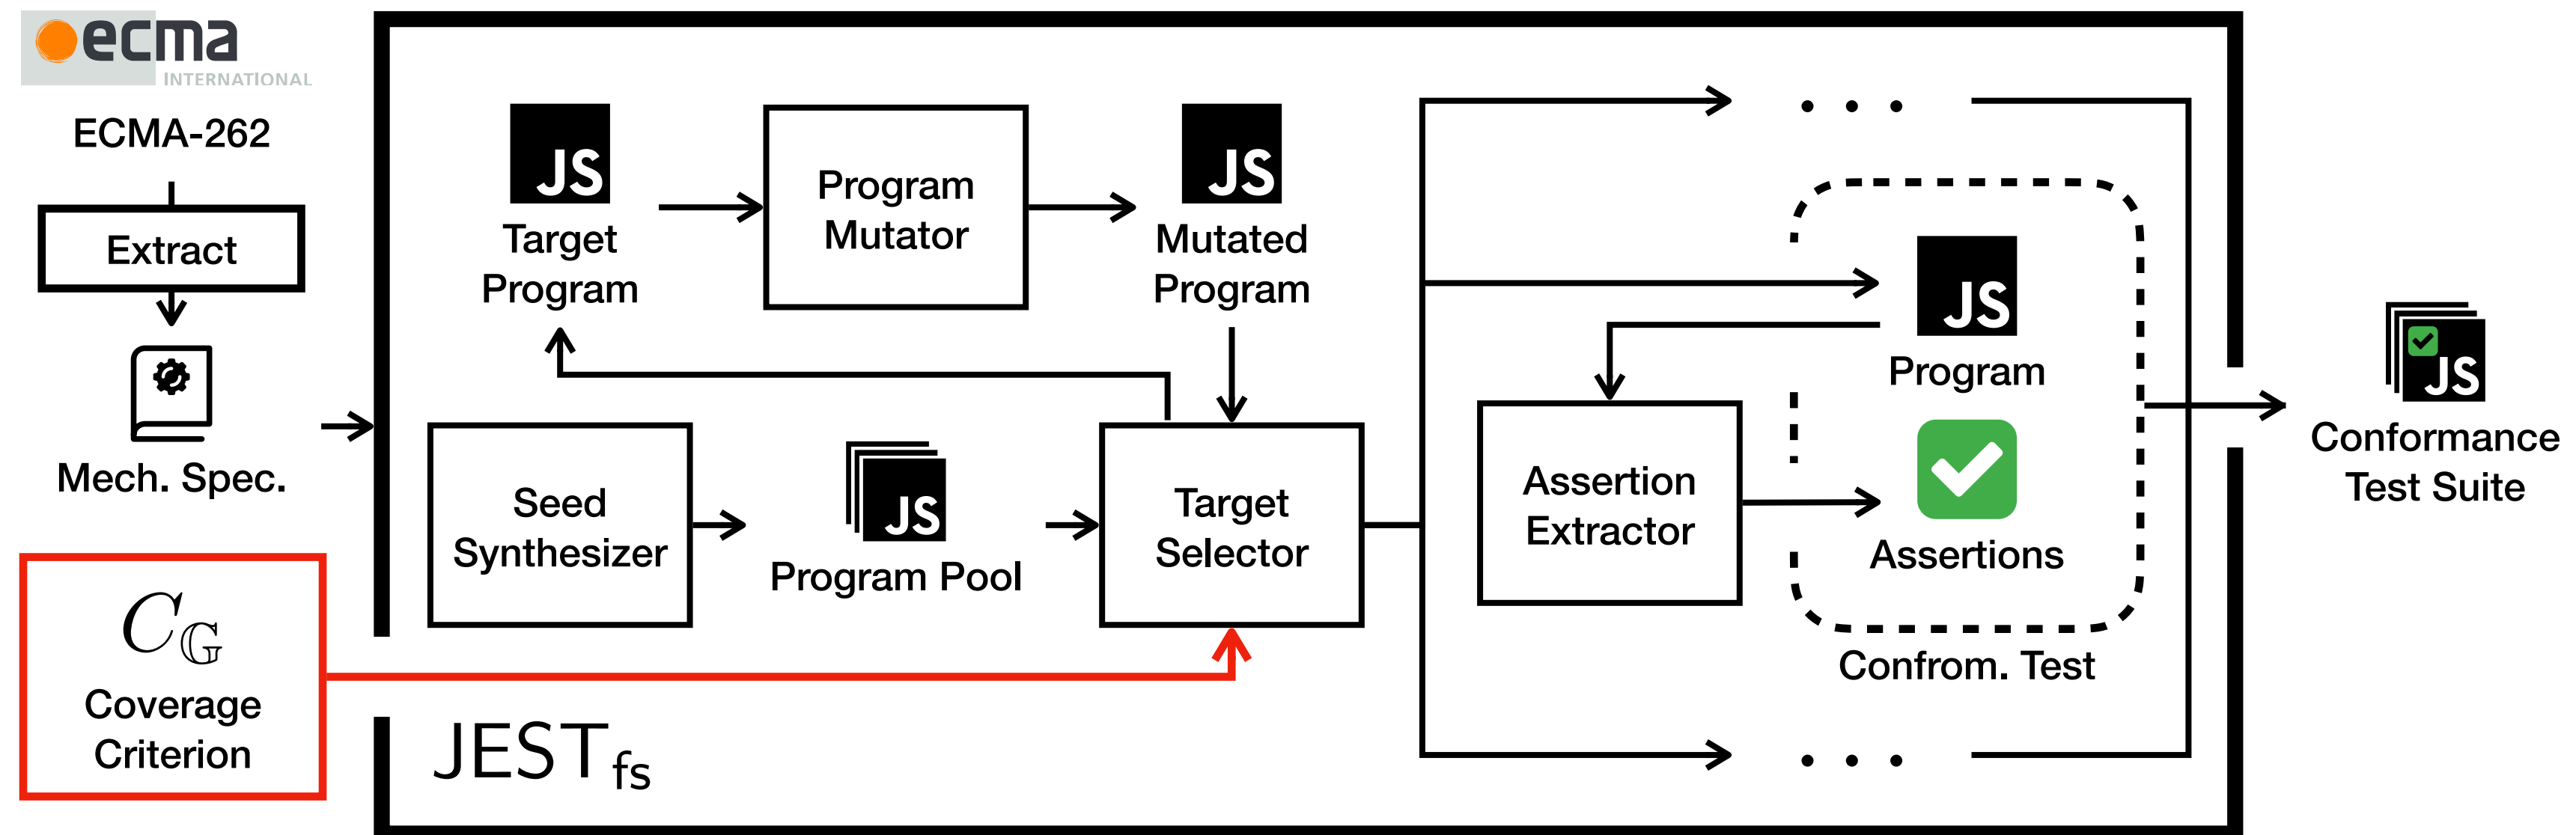 ecma
INTERNATIONAL
ECMA-262
Extract
Mech. Spec.
C𝔾
Coverage
Criterion
JS
Target
Program
Program
Mutator
JS
Mutated
Program
Seed
Synthesizer
JS
Program Pool
Target
Selector
JESTfs
. . .
JS
Program
Assertion
Extractor
Assertions
Confrom. Test
. . .
JS
Conformance
Test Suite